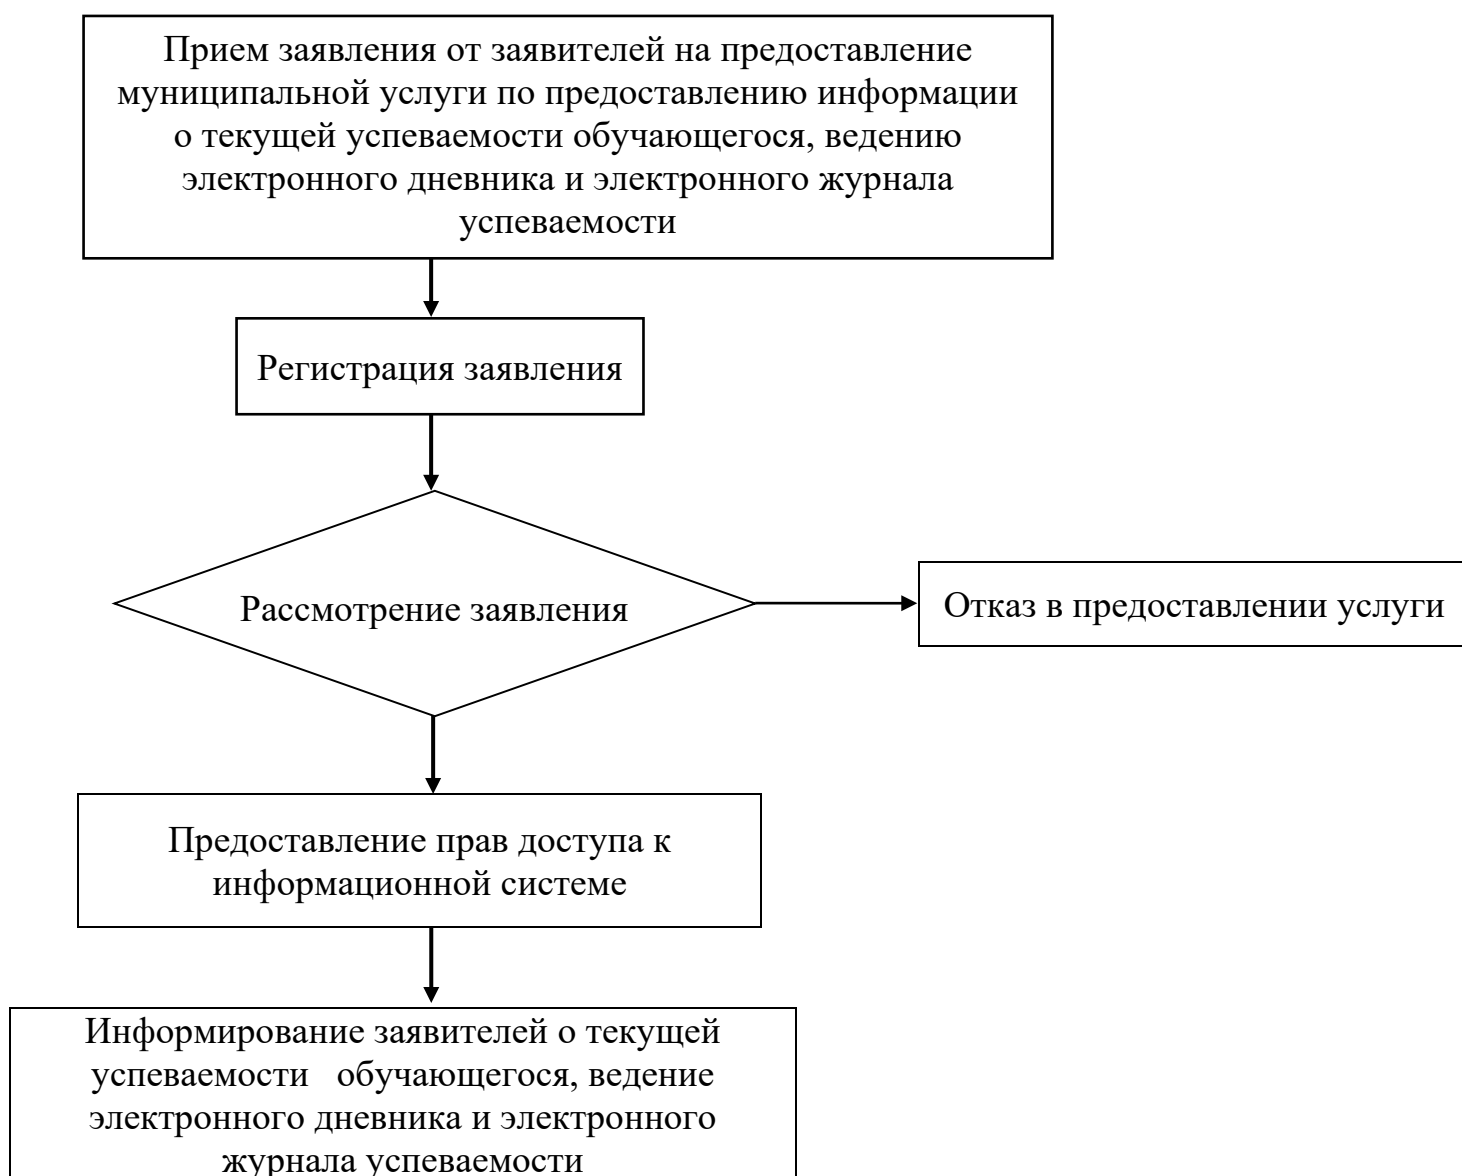 Прием заявления от заявителей на предоставление
муниципальной услуги по предоставлению информации
о текущей успеваемости обучающегося, ведению
электронного дневника и электронного журнала
успеваемости
Регистрация заявления
Рассмотрение заявления
Отказ в предоставлении услуги
Предоставление прав доступа к
информационной системе
Информирование заявителей о текущей
успеваемости обучающегося, ведение
электронного дневника и электронного
журнала успеваемости